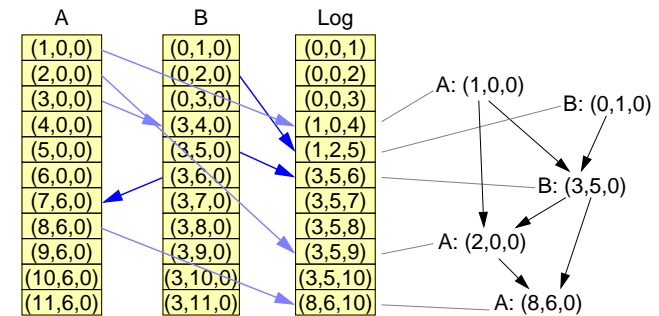 A B Log
(1,0,0) (0,1,0) (0,0,1)
(2,0,0) (0,2,0) (0,0,2)
(3,0,0) (0,3,0) (0,0,3)
(4,0,0) (3,4,0) (1,0,4)
(5,0,0) (3,5,0) (1,2,5)
(6,0,0) (3,6,0) (3,5,6)
(7,6,0) (3,7,0) (3,5,7)
(8,6,0) (3,8,0) (3,5,8)
(9,6,0) (3,9,0) (3,5,9)
(10,6,0) (3,10,0) (3,5,10)
(11,6,0) (3,11,0) (8,6,10)
A: (1,0,0)
B: (0,1,0)
B: (3,5,0)
A: (2,0,0)
A: (8,6,0)